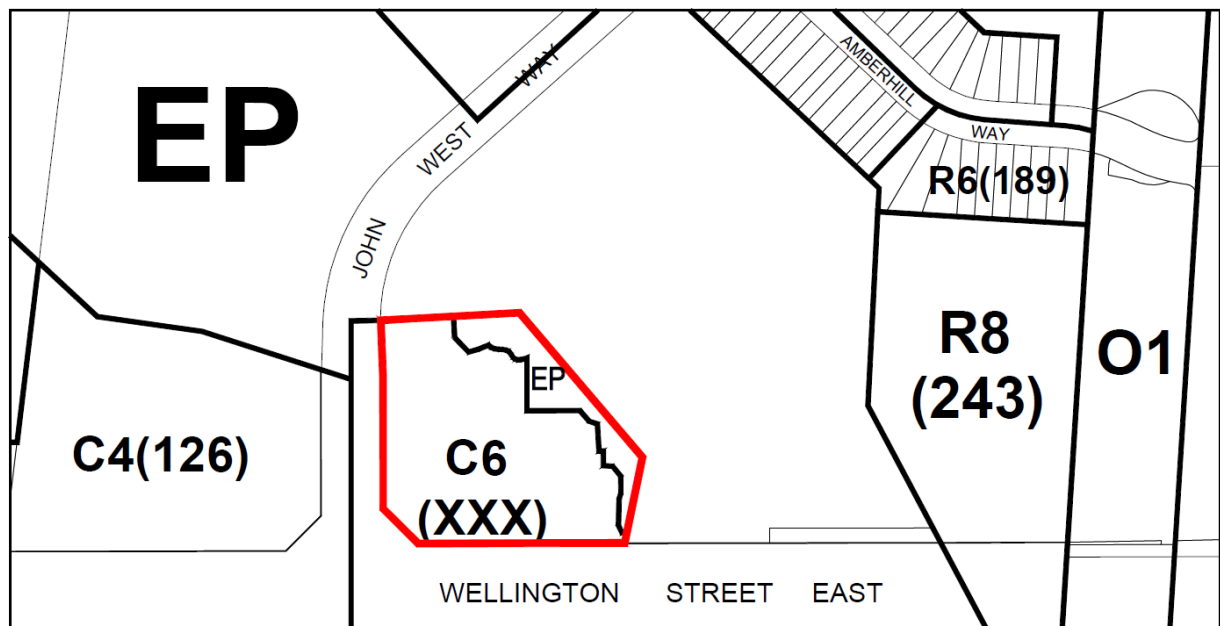 EP
JOHN WEST WAY
AMBERHILL WAY
R6(189)
R8
(243)
O1
EP
C4(126)
C6
(XXX)
WELLINGTON STREET EAST